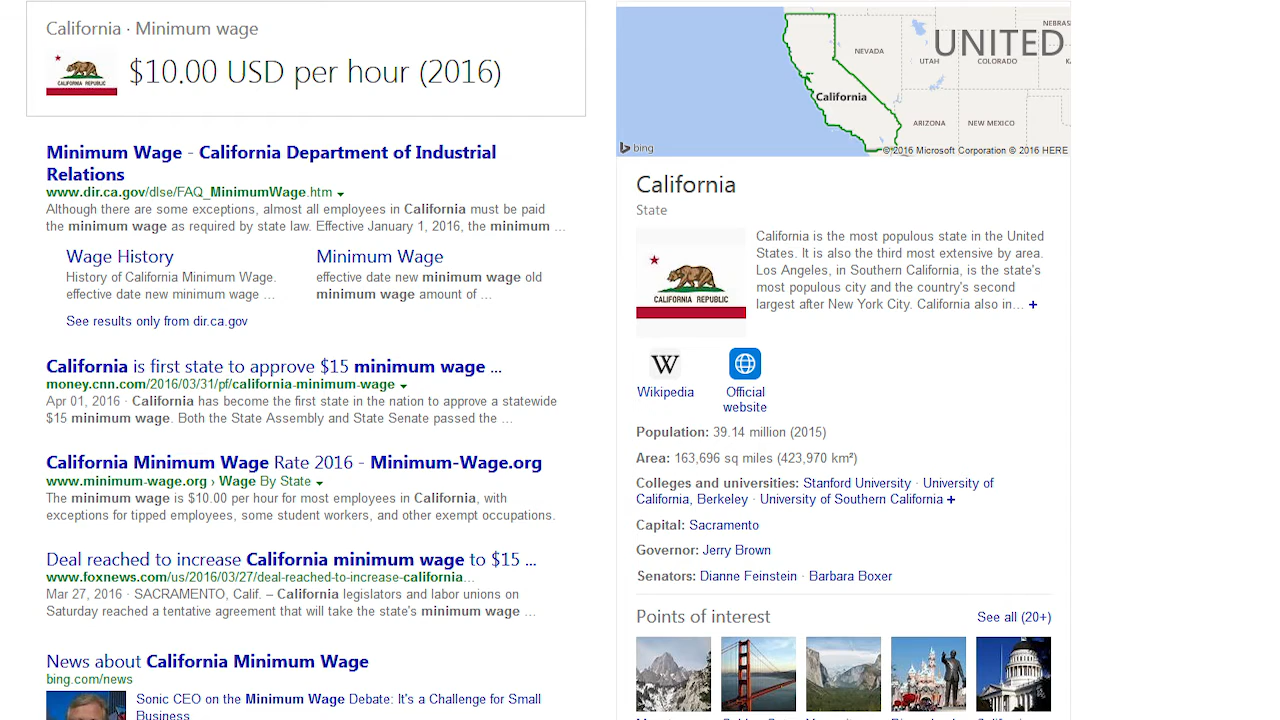 California · Minimum wage
CALIFORNIA REPUBLIC
$10.00 USD per hour (2016)
Minimum Wage - California Department of Industrial
Relations
www.dir.ca.gov/dlse/FAQ_MinimumWage.htm
Although there are some exceptions, almost all employees in California must be paid
the minimum wage as required by state law. Effective January 1, 2016, the minimum ...
Wage History
History of California Minimum Wage.
effective date new minimum wage ...
Minimum Wage
effective date new minimum wage old
minimum wage amount of ...
See results only from dir.ca.gov
California is first state to approve $15 minimum wage ...
money.cnn.com/2016/03/31/pf/california-minimum-wage
Apr 01, 2016 · California has become the first state in the nation to approve a statewide
$15 minimum wage. Both the State Assembly and State Senate passed the ...
California Minimum Wage Rate 2016 - Minimum-Wage.org
www.minimum-wage.org › Wage By State
The minimum wage is $10.00 per hour for most employees in California, with
exceptions for tipped employees, some student workers, and other exempt occupations.
Deal reached to increase California minimum wage to $15 ...
www.foxnews.com/us/2016/03/27/deal-reached-to-increase-california...
Mar 27, 2016 · SACRAMENTO, Calif. – California legislators and labor unions on
Saturday reached a tentative agreement that will take the state's minimum wage ...
News about California Minimum Wage
bing.com/news
Sonic CEO on the Minimum Wage Debate: It's a Challenge for Small
Business
NEBRAS
UNITED
NEVADA
UTAH
COLORADO
California
ARIZONA
NEW MEXICO
bing
© 2016 Microsoft Corporation © 2016 HERE
California
State
CALIFORNIA REPUBLIC
California is the most populous state in the United
States. It is also the third most extensive by area.
Los Angeles, in Southern California, is the state's
most populous city and the country's second
largest after New York City. California also in... +
W
Wikipedia
Official
website
Population: 39.14 million (2015)
Area: 163,696 sq miles (423,970 km²)
Colleges and universities: Stanford University · University of
California, Berkeley · University of Southern California +
Capital: Sacramento
Governor: Jerry Brown
Senators: Dianne Feinstein · Barbara Boxer
Points of interest
See all (20+)